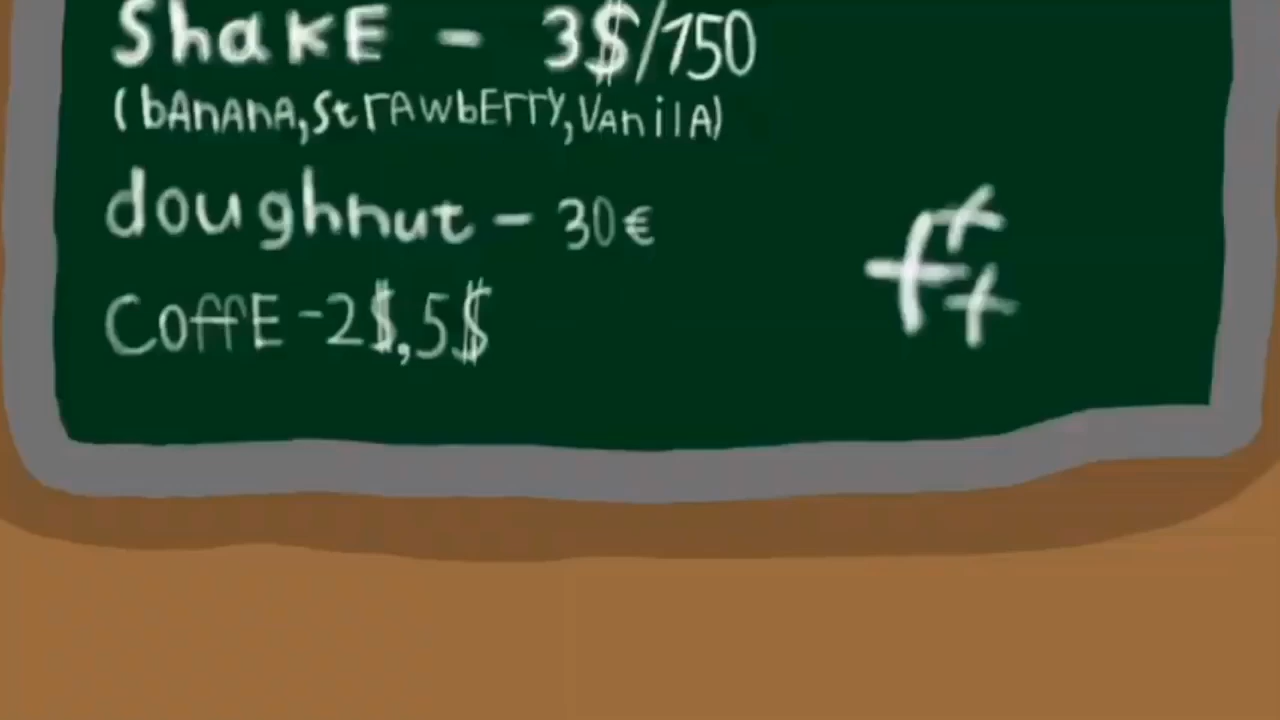 ShaKE - 3$/150
(bAnAnA,StrAwbErry,VAnilA)
doughnut - 30€
CoffE -2$,5$